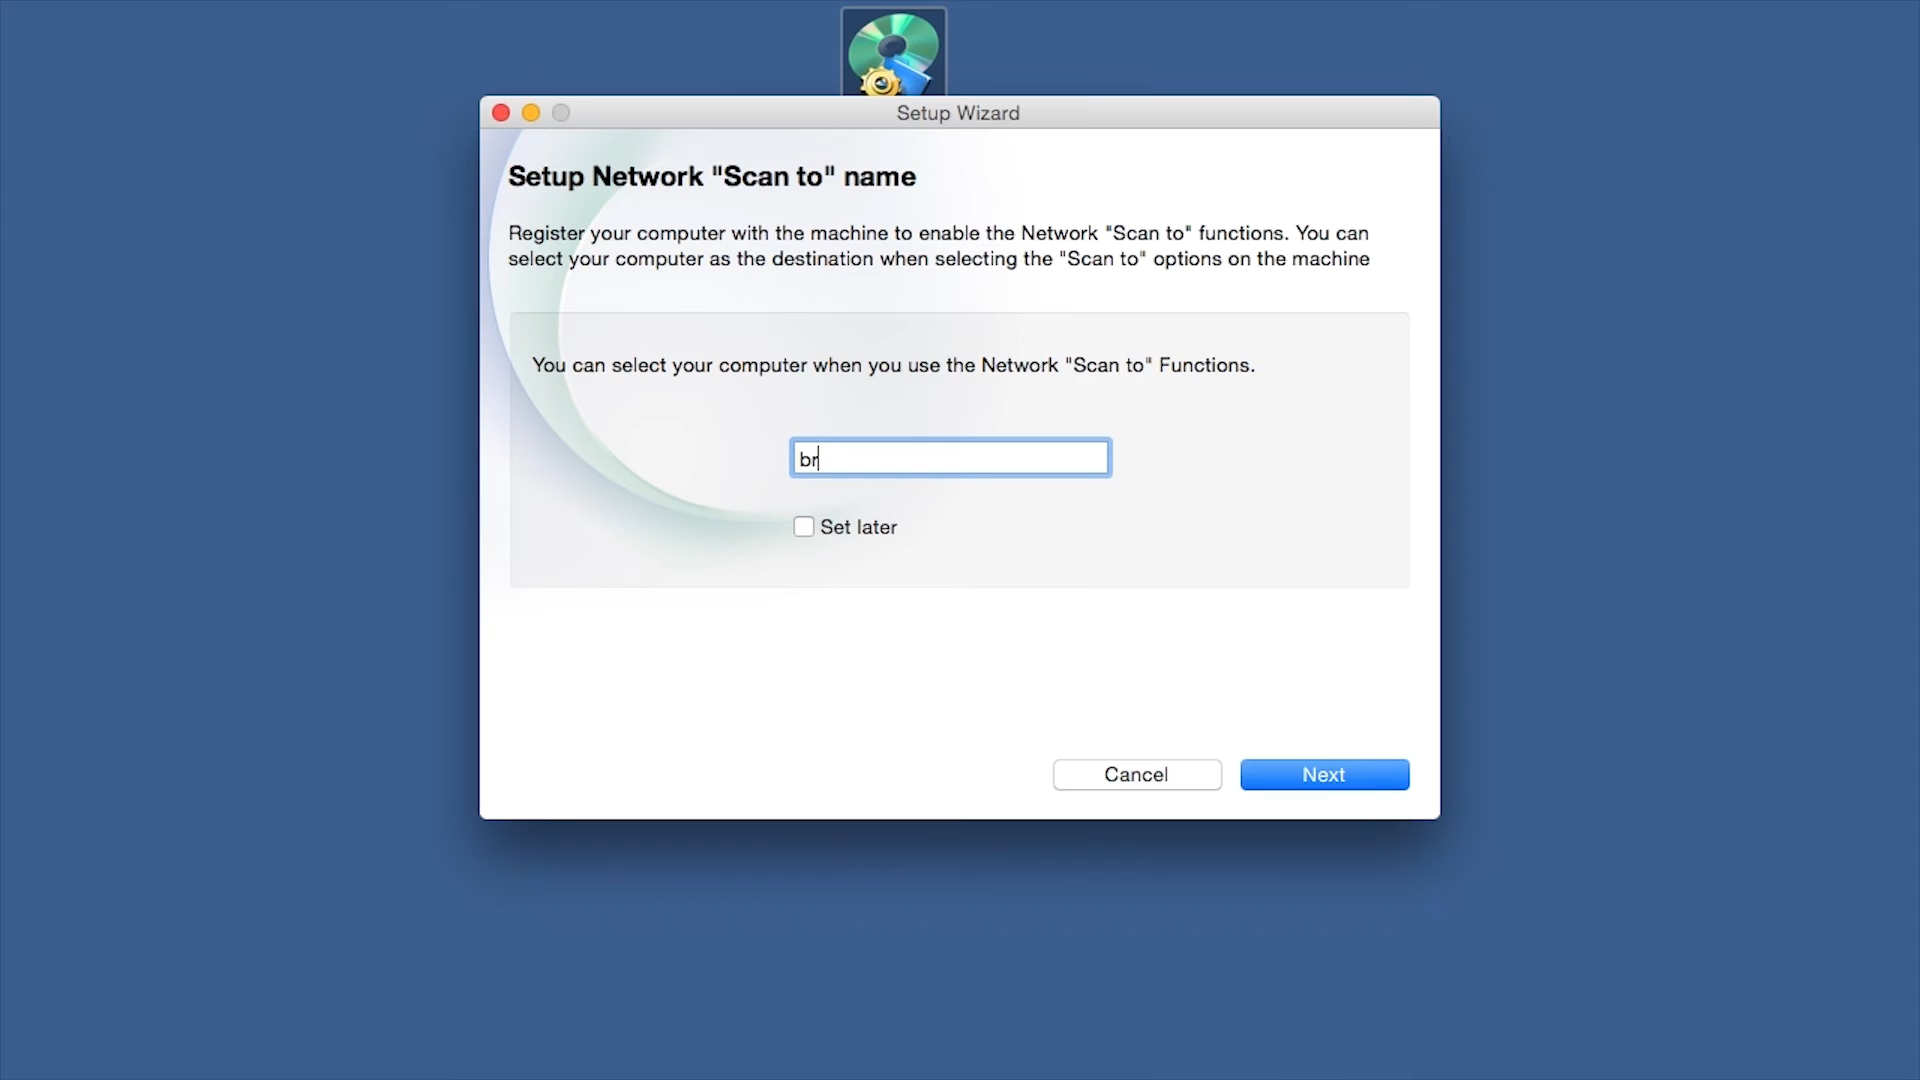 Setup Wizard
Setup Network "Scan to" name
Register your computer with the machine to enable the Network "Scan to" functions. You can
select your computer as the destination when selecting the "Scan to" options on the machine
You can select your computer when you use the Network "Scan to" Functions.
br
Set later
Cancel
Next